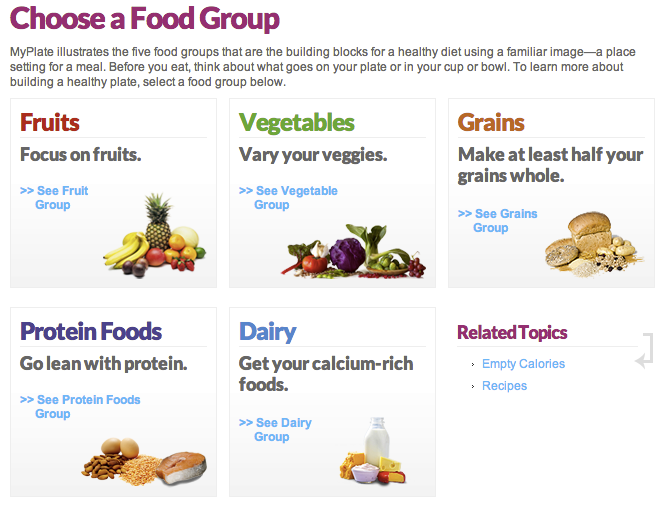 Choose a Food Group
MyPlate illustrates the five food groups that are the building blocks for a healthy diet using a familiar image—a place
setting for a meal. Before you eat, think about what goes on your plate or in your cup or bowl. To learn more about
building a healthy plate, select a food group below.
Fruits
Focus on fruits.
>> See Fruit
Group
Vegetables
Vary your veggies.
>> See Vegetable
Group
Grains
Make at least half your
grains whole.
>> See Grains
Group
Protein Foods
Go lean with protein.
>> See Protein Foods
Group
Dairy
Get your calcium-rich
foods.
>> See Dairy
Group
Related Topics
Empty Calories
Recipes